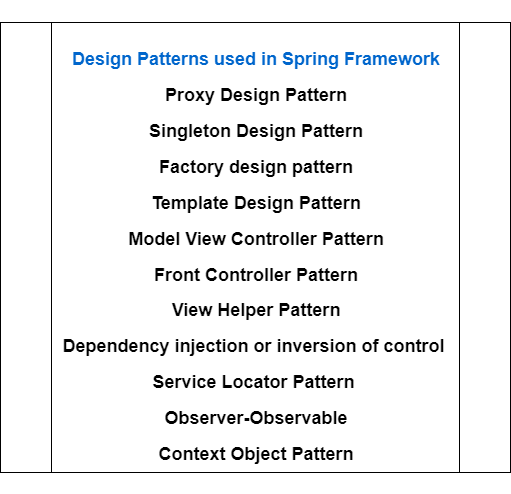 Design Patterns used in Spring Framework
Proxy Design Pattern
Singleton Design Pattern
Factory design pattern
Template Design Pattern
Model View Controller Pattern
Front Controller Pattern
View Helper Pattern
Dependency injection or inversion of control
Service Locator Pattern
Observer-Observable
Context Object Pattern